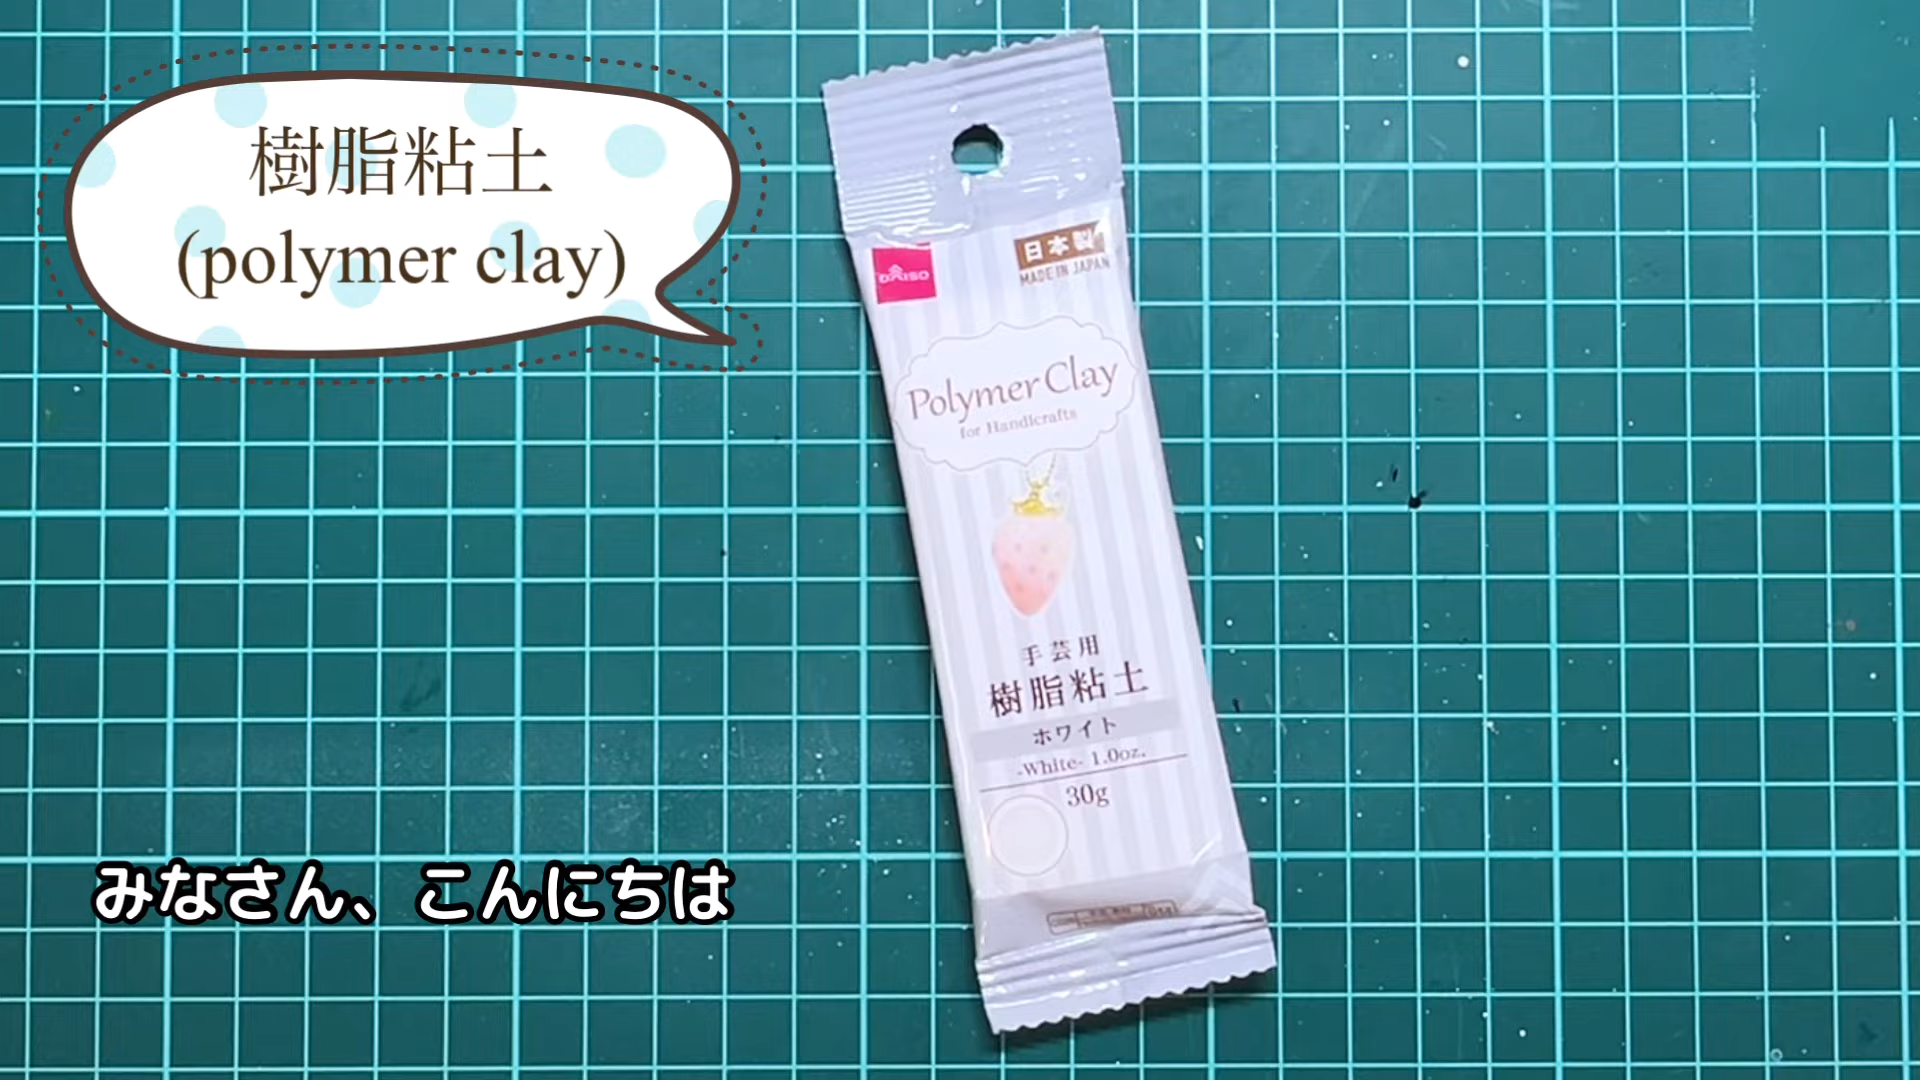 樹脂粘土
(polymer clay)
DAISO
日本製
MADE IN JAPAN
Polymer Clay
for Handicrafts
手芸用
樹脂粘土
ホワイト
-White- 1.0oz.
30g
みなさん、こんにちは